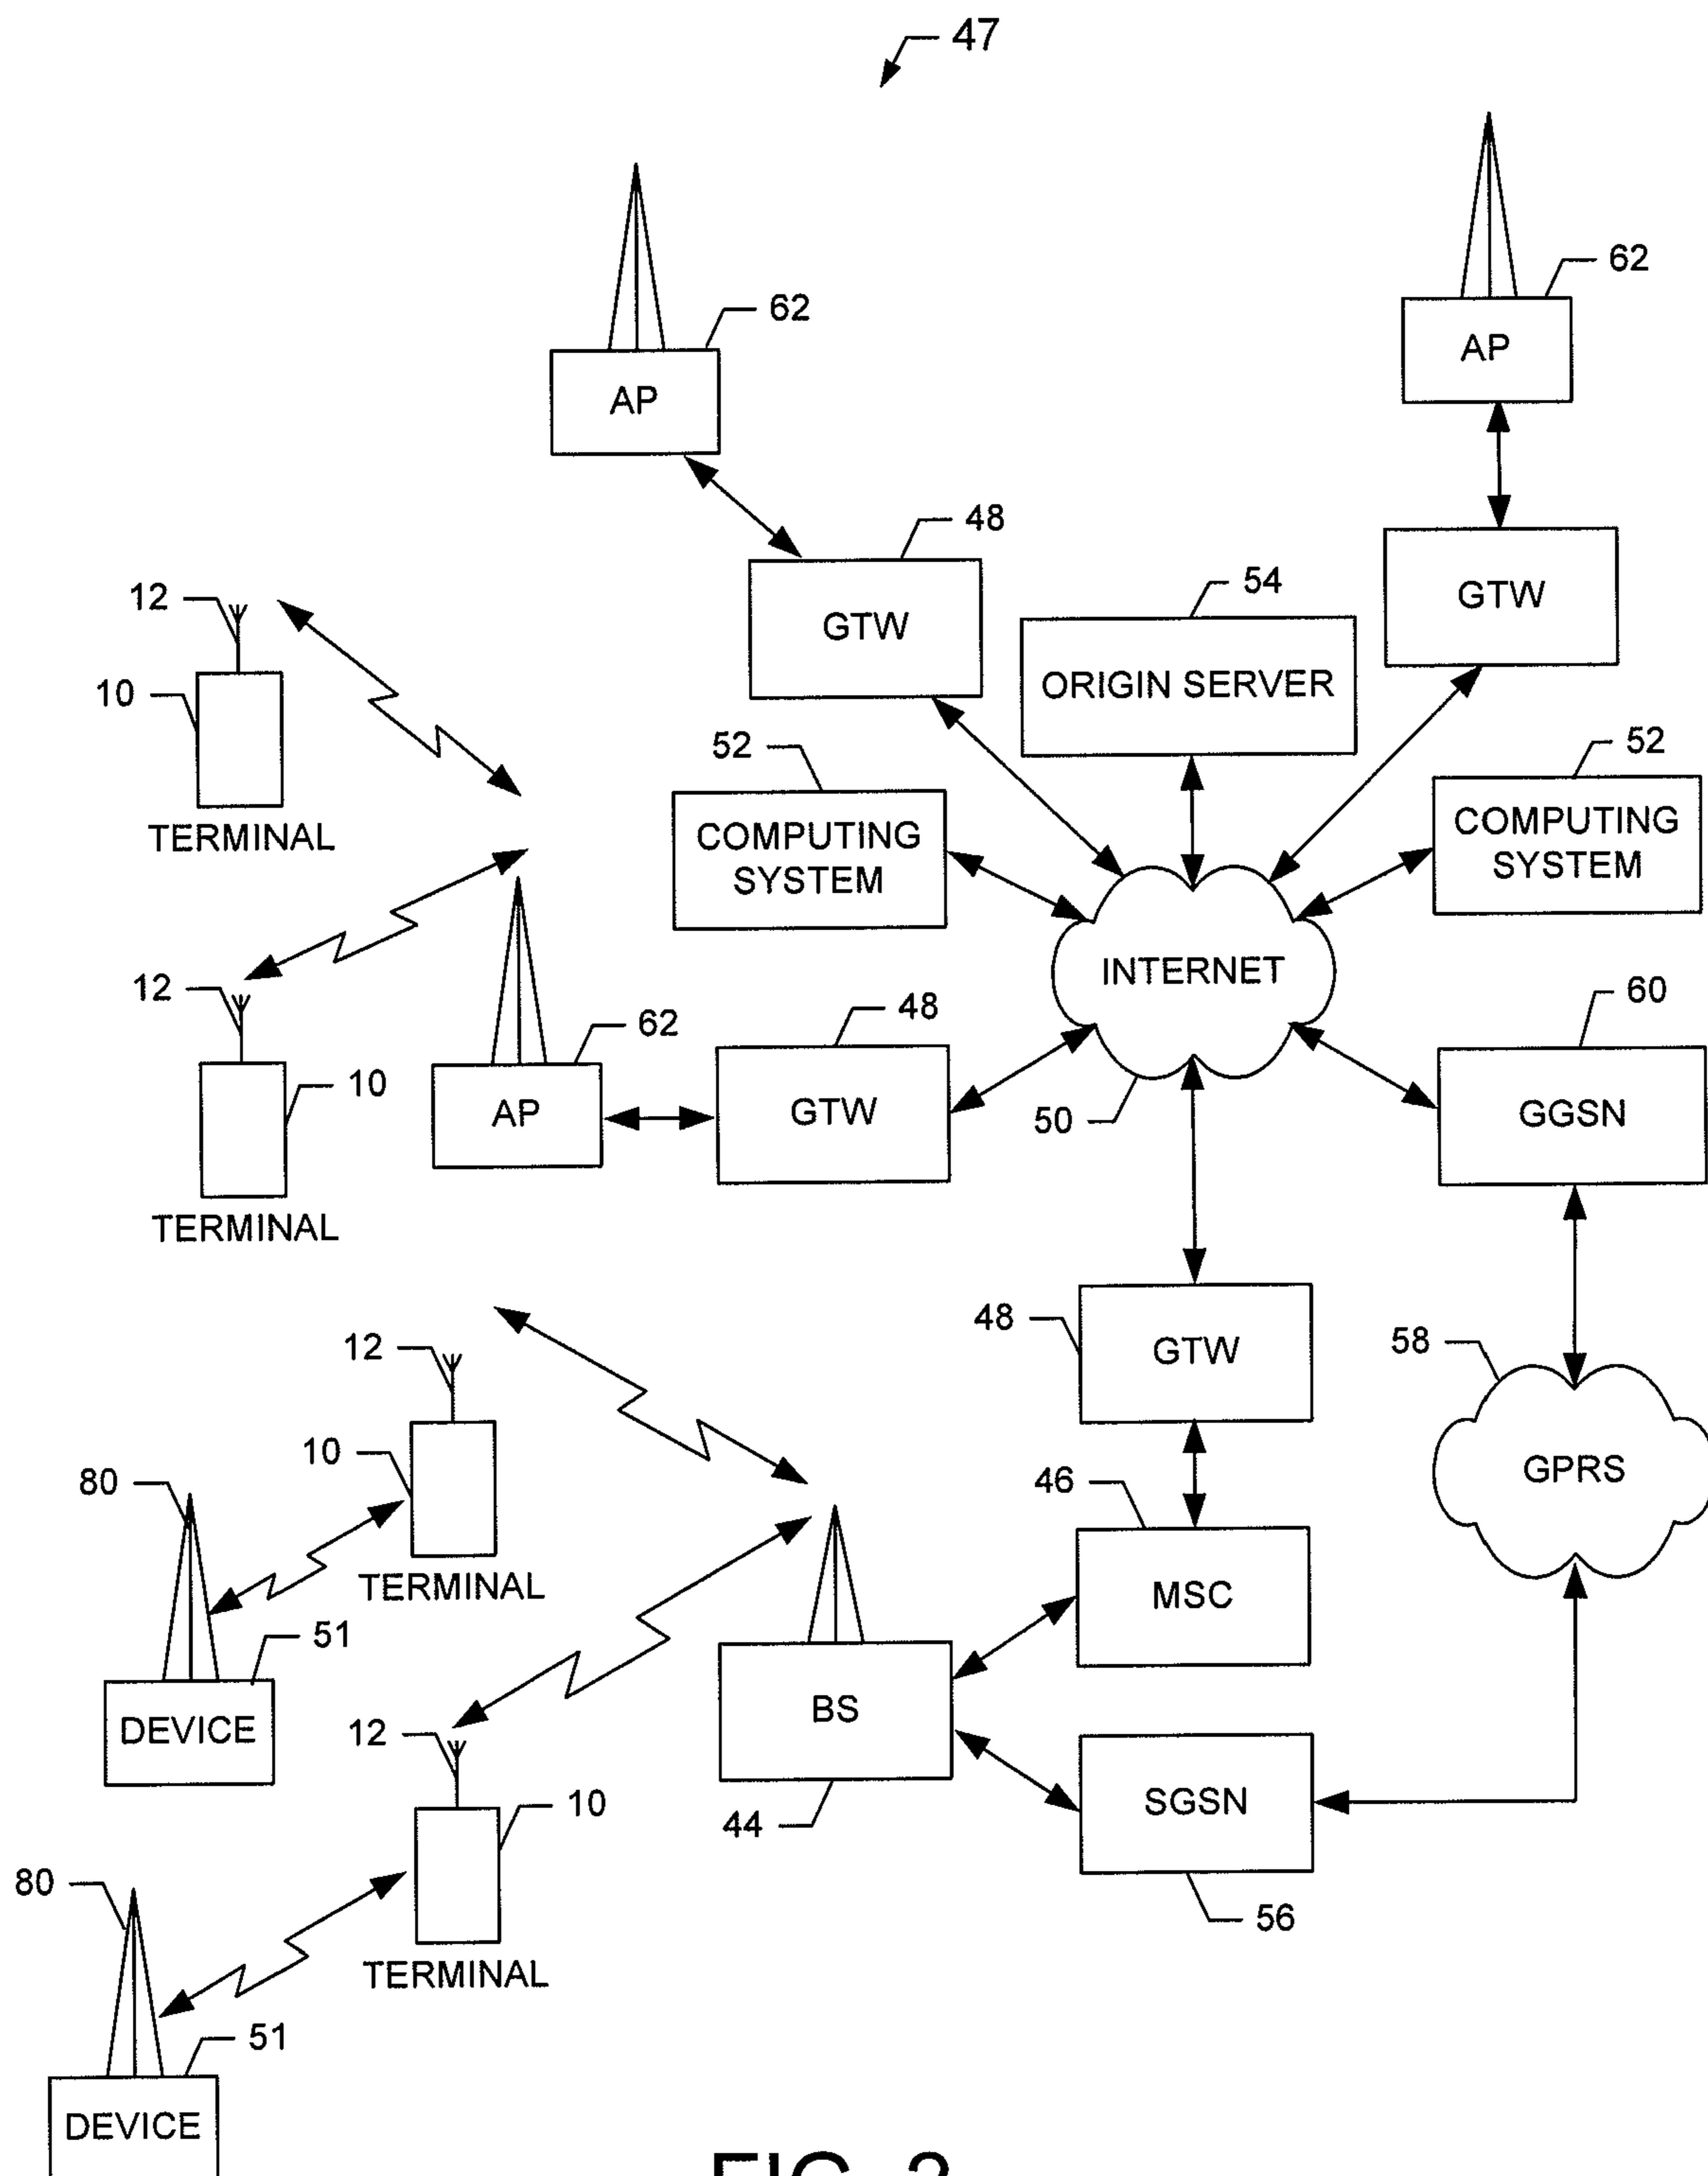 47
62
AP
62
AP
48
GTW
54
ORIGIN SERVER
GTW
12
10
TERMINAL
52
COMPUTING
SYSTEM
52
COMPUTING
SYSTEM
INTERNET
50
12
10
TERMINAL
62
AP
48
GTW
60
GGSN
48
GTW
58
GPRS
12
10
TERMINAL
80
51
DEVICE
46
MSC
BS
44
12
10
TERMINAL
SGSN
56
80
51
DEVICE
FIG. 2